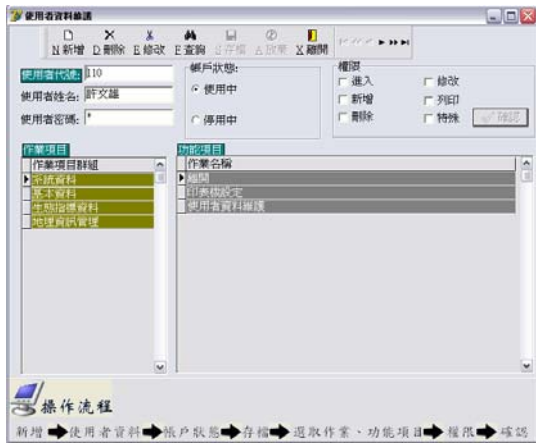 使用者資料維護
N 新增 D 刪除 E 修改 F 查詢 S 存檔 A 放棄 X 離開
使用者代號: 110
使用者姓名: 許文雄
使用者密碼: *
帳戶狀態:
使用中
停用中
權限
進入 修改
新增 列印
刪除 特殊 確認
作業項目
作業項目群組
系統資料
基本資料
生態指標資料
地理資訊管理
功能項目
作業名稱
離開
印表機設定
使用者資料維護
操作流程
新增 使用者資料 帳戶狀態 存檔 選取作業、功能項目 權限 確認